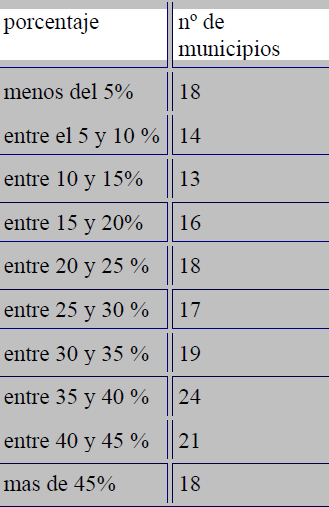 porcentaje nº de
municipios
menos del 5% 18
entre el 5 y 10 % 14
entre 10 y 15% 13
entre 15 y 20% 16
entre 20 y 25 % 18
entre 25 y 30 % 17
entre 30 y 35 % 19
entre 35 y 40 % 24
entre 40 y 45 % 21
mas de 45% 18